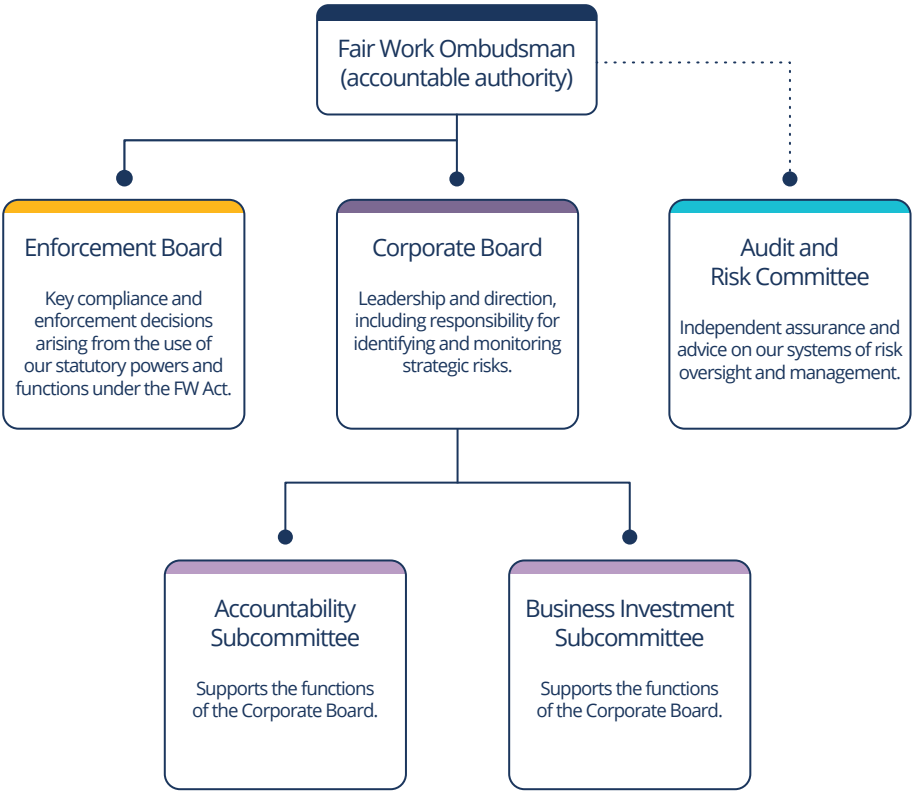 Fair Work Ombudsman
(accountable authority)
Enforcement Board
Key compliance and
enforcement decisions
arising from the use of
our statutory powers and
functions under the FW Act.
Corporate Board
Leadership and direction,
including responsibility for
identifying and monitoring
strategic risks.
Audit and
Risk Committee
Independent assurance and
advice on our systems of risk
oversight and management.
Accountability
Subcommittee
Supports the functions
of the Corporate Board.
Business Investment
Subcommittee
Supports the functions
of the Corporate Board.